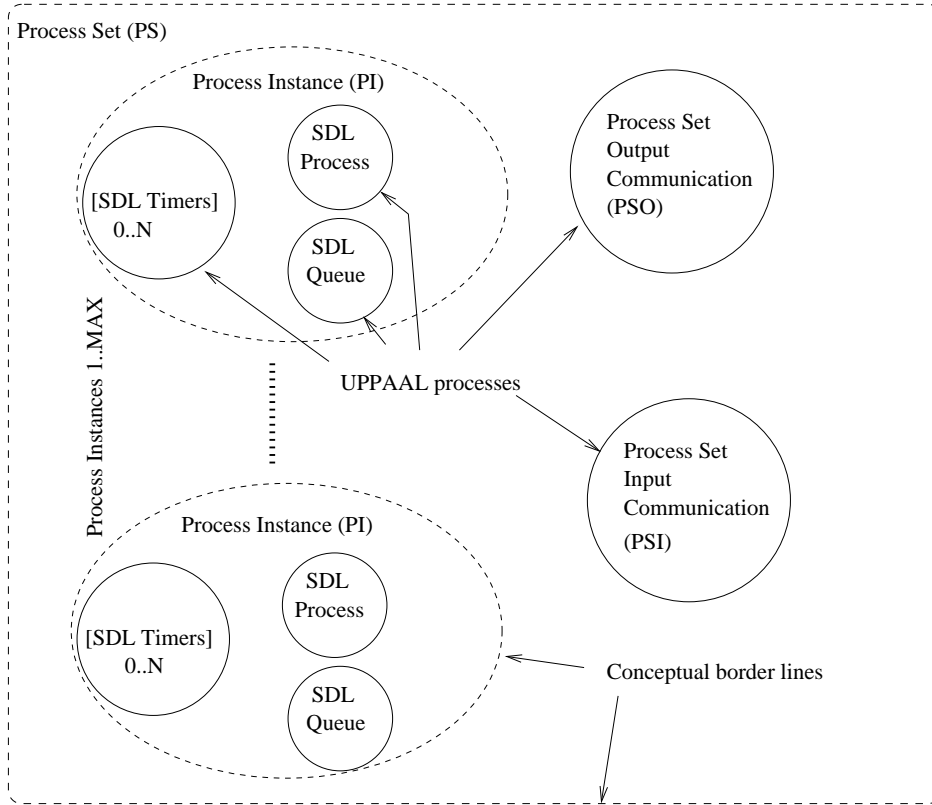 Process Set (PS)
Process Instance (PI)
SDL
Process
[SDL Timers]
0..N
SDL
Queue
Process Set
Output
Communication
(PSO)
Process Instances 1..MAX
UPPAAL processes
Process Set
Input
Communication
(PSI)
Process Instance (PI)
SDL
Process
[SDL Timers]
0..N
SDL
Queue
Conceptual border lines